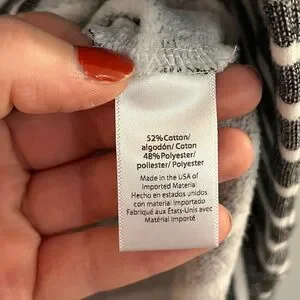 52% Cotton/
algodón/ Coton
48% Polyester/
poliester/ Polyester
Made in the USA of
Imported Material
Hecho en estados unidos
con material importado
Fabriqué aux États-Unis avec
Matériel importé